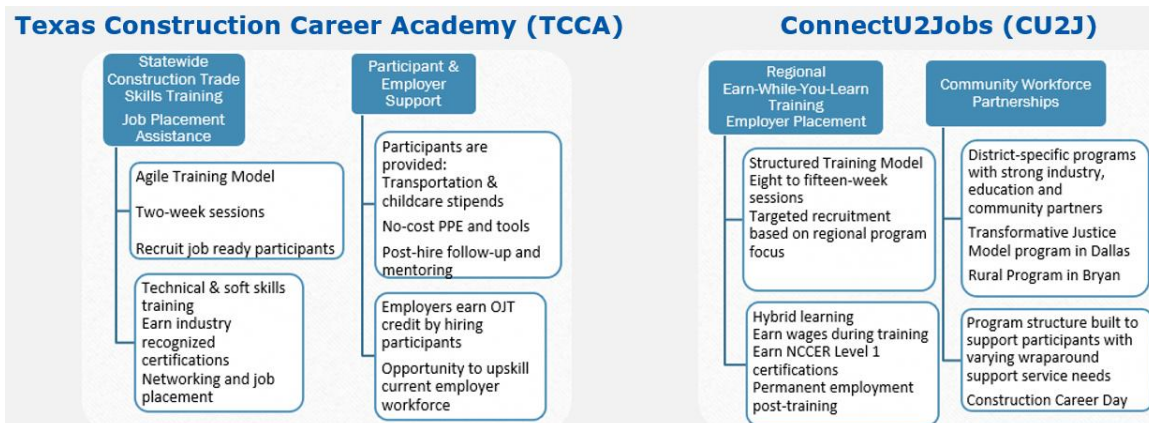 Texas Construction Career Academy (TCCA)
Statewide
Construction Trade
Skills Training
Job Placement
Assistance
Agile Training Model
Two-week sessions
Recruit job ready participants
Technical & soft skills
training
Earn industry
recognized
certifications
Networking and job
placement
Participant &
Employer
Support
Participants are
provided:
Transportation &
childcare stipends
No-cost PPE and tools
Post-hire follow-up and
mentoring
Employers earn OJT
credit by hiring
participants
Opportunity to upskill
current employer
workforce
ConnectU2Jobs (CU2J)
Regional
Earn-While-You-Learn
Training
Employer Placement
Structured Training Model
Eight to fifteen-week
sessions
Targeted recruitment
based on regional program
focus
Hybrid learning
Earn wages during training
Earn NCCER Level 1
certifications
Permanent employment
post-training
Community Workforce
Partnerships
District-specific programs
with strong industry,
education and
community partners
Transformative Justice
Model program in Dallas
Rural Program in Bryan
Program structure built to
support participants with
varying wraparound
support service needs
Construction Career Day